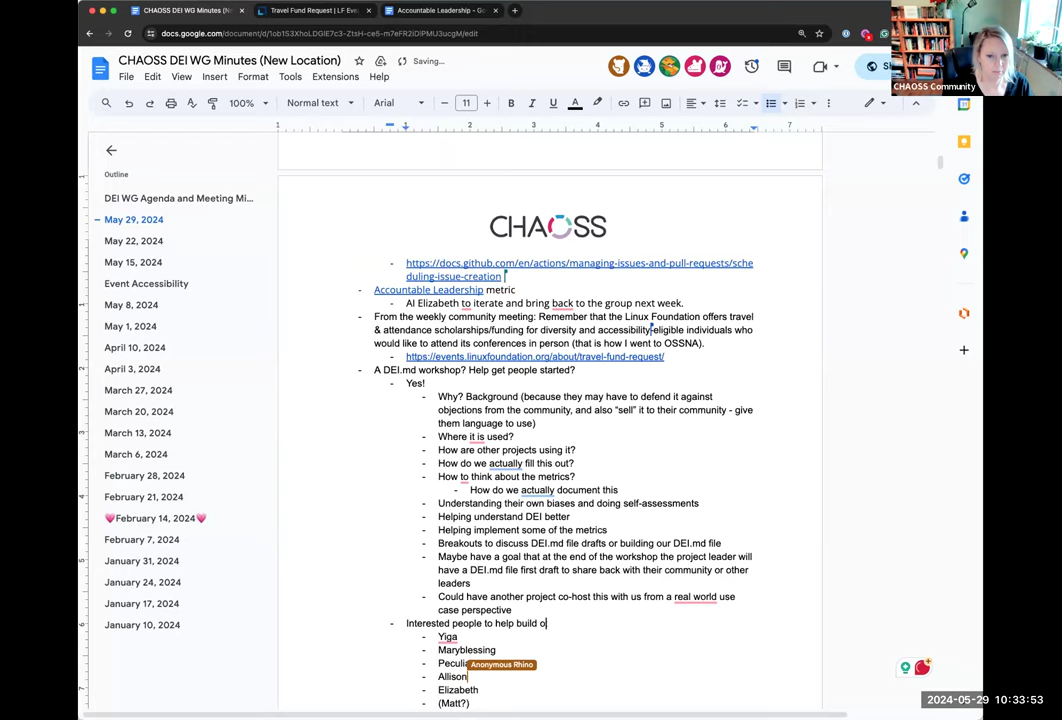 CHAOSS DEI WG Minutes (Ne
Travel Fund Request | LF Eve
Accountable Leadership - Go
docs.google.com/document/d/1ob1S3XhoLDGlE7c3-ZtsH-ce5-m7eFR2iDlPMU3ucgM/edit
CHAOSS DEI WG Minutes (New Location)
Saving...
File Edit View Insert Format Tools Extensions Help
CHAOSS Community
100% Normal text Arial 11 B I U A
1 1 2 3 4 5 6 7
Outline
DEI WG Agenda and Meeting Mi...
May 29, 2024
May 22, 2024
May 15, 2024
Event Accessibility
May 8, 2024
May 1, 2024
April 10, 2024
April 3, 2024
March 27, 2024
March 20, 2024
March 13, 2024
March 6, 2024
February 28, 2024
February 21, 2024
💗February 14, 2024💗
February 7, 2024
January 31, 2024
January 24, 2024
January 17, 2024
January 10, 2024
CHAOSS
- https://docs.github.com/en/actions/managing-issues-and-pull-requests/sche
duling-issue-creation
- Accountable Leadership metric
- AI Elizabeth to iterate and bring back to the group next week.
- From the weekly community meeting: Remember that the Linux Foundation offers travel
& attendance scholarships/funding for diversity and accessibility-eligible individuals who
would like to attend its conferences in person (that is how I went to OSSNA).
- https://events.linuxfoundation.org/about/travel-fund-request/
- A DEI.md workshop? Help get people started?
- Yes!
- Why? Background (because they may have to defend it against
objections from the community, and also “sell” it to their community - give
them language to use)
- Where it is used?
- How are other projects using it?
- How do we actually fill this out?
- How to think about the metrics?
- How do we actually document this
- Understanding their own biases and doing self-assessments
- Helping understand DEI better
- Helping implement some of the metrics
- Breakouts to discuss DEI.md file drafts or building our DEI.md file
- Maybe have a goal that at the end of the workshop the project leader will
have a DEI.md file first draft to share back with their community or other
leaders
- Could have another project co-host this with us from a real world use
case perspective
- Interested people to help build o
- Yiga
- Maryblessing
- Peculia
Anonymous Rhino
- Allison
- Elizabeth
- (Matt?)
2024-05-29 10:33:53